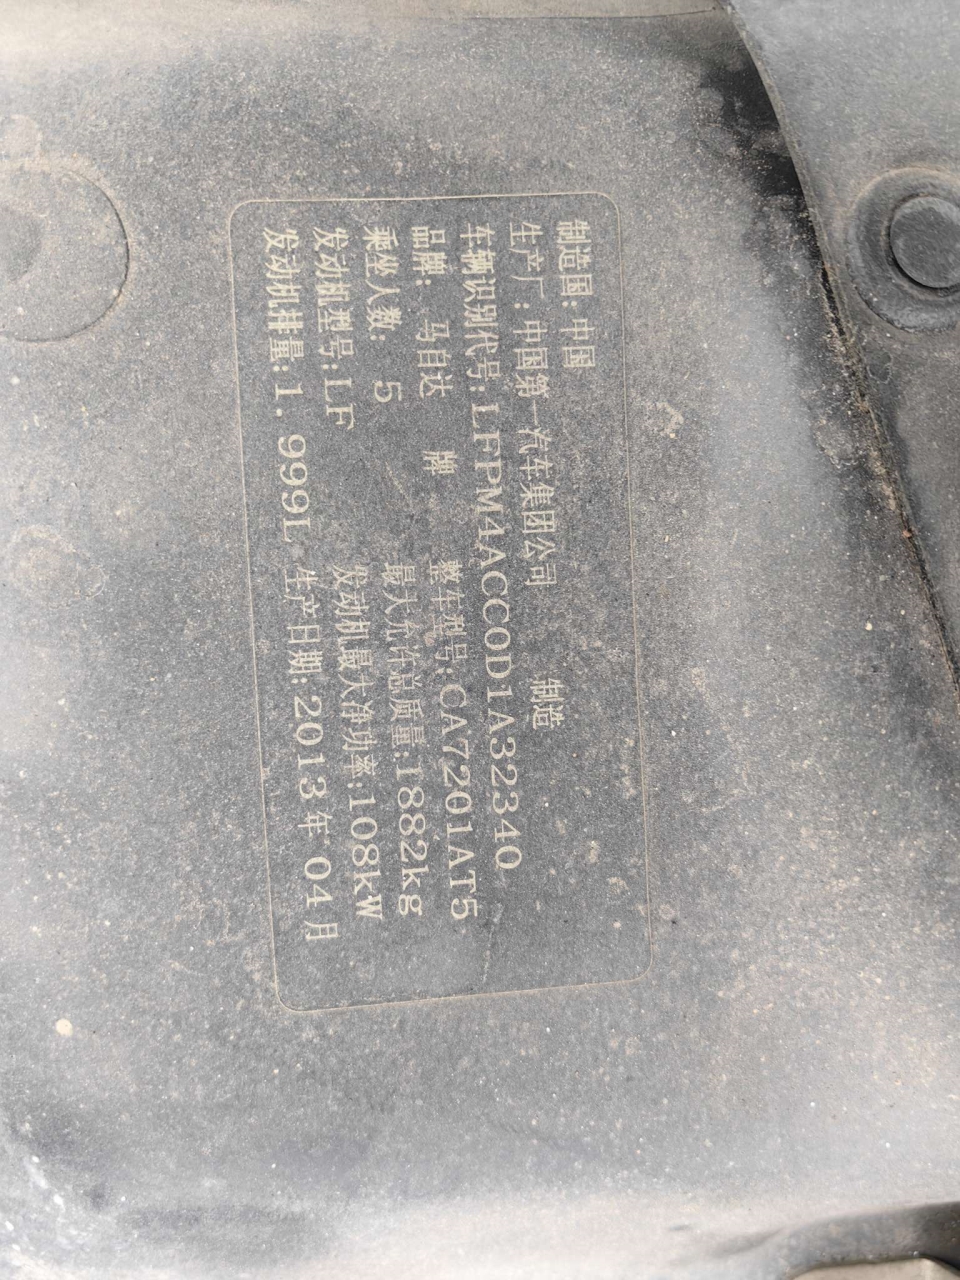 制造国：中国
生产厂：中国第一汽车集团公司 制造
车辆识别代号：LFPM4ACC0D1A32340
品牌：马自达 牌 整车型号：CA7201AT5
乘坐人数：5 最大允许总质量：1882kg
发动机型号：LF 发动机最大净功率：108kW
发动机排量：1.999L 生产日期：2013年04月